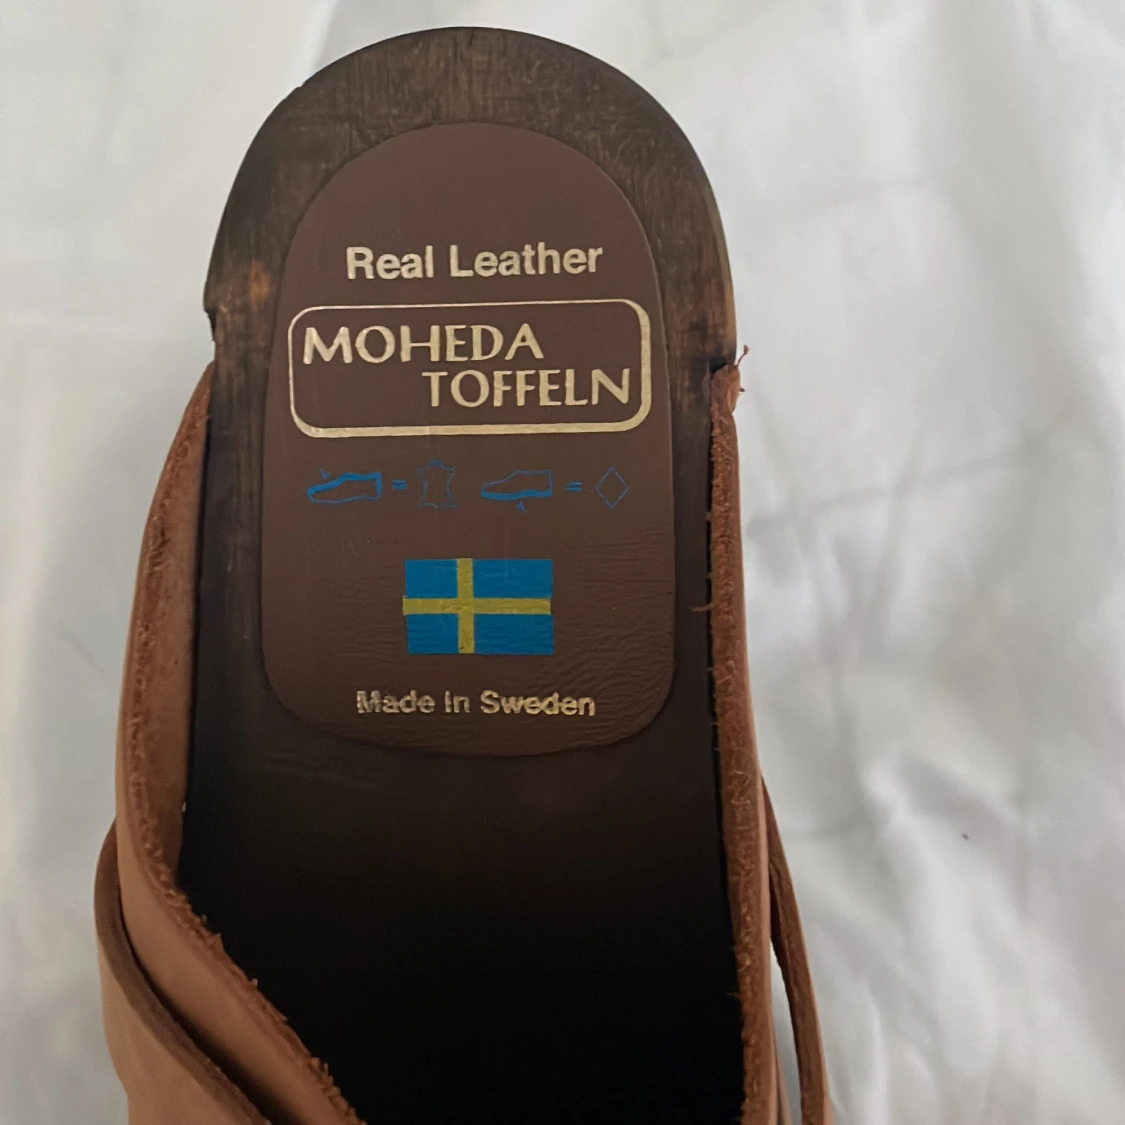 Real Leather
MOHEDA
TOFFELN
Made In Sweden